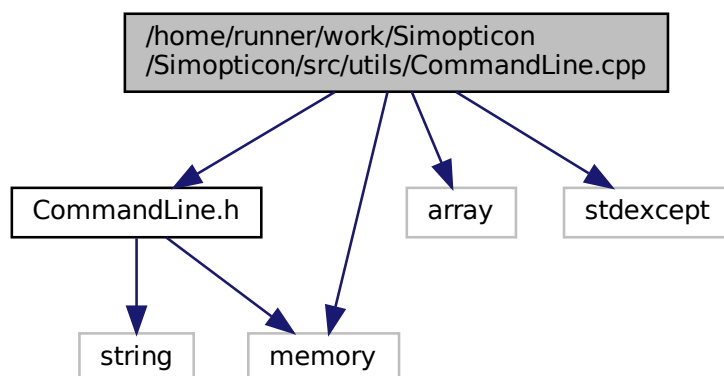 /home/runner/work/Simopticon
/Simopticon/src/utils/CommandLine.cpp
CommandLine.h
array
stdexcept
string
memory